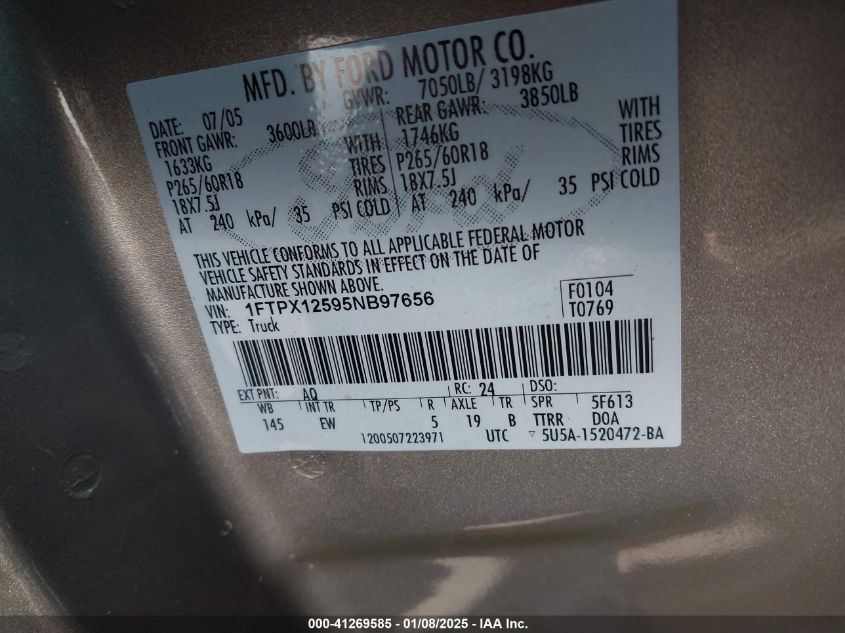 MFD. BY FORD MOTOR CO.
DATE: 07/05 GVWR: 7050LB/ 3198KG
FRONT GAWR: 3600LB REAR GAWR: 3850LB
1633KG WITH 1746KG WITH
P265/60R18 TIRES P265/60R18 TIRES
18X7.5J RIMS 18X7.5J RIMS
AT 240 kPa/ 35 PSI COLD AT 240 kPa/ 35 PSI COLD
THIS VEHICLE CONFORMS TO ALL APPLICABLE FEDERAL MOTOR
VEHICLE SAFETY STANDARDS IN EFFECT ON THE DATE OF
MANUFACTURE SHOWN ABOVE.
VIN: 1FTPX12595NB97656 F0104
TYPE: Truck T0769
EXT PNT: AQ RC: 24 DSO:
WB INT TR TP/PS R AXLE TR SPR 5F613
145 EW 5 19 B TTRR DOA
1200507223971 UTC 5U5A-1520472-BA
000-41269585 - 01/08/2025 - IAA Inc.